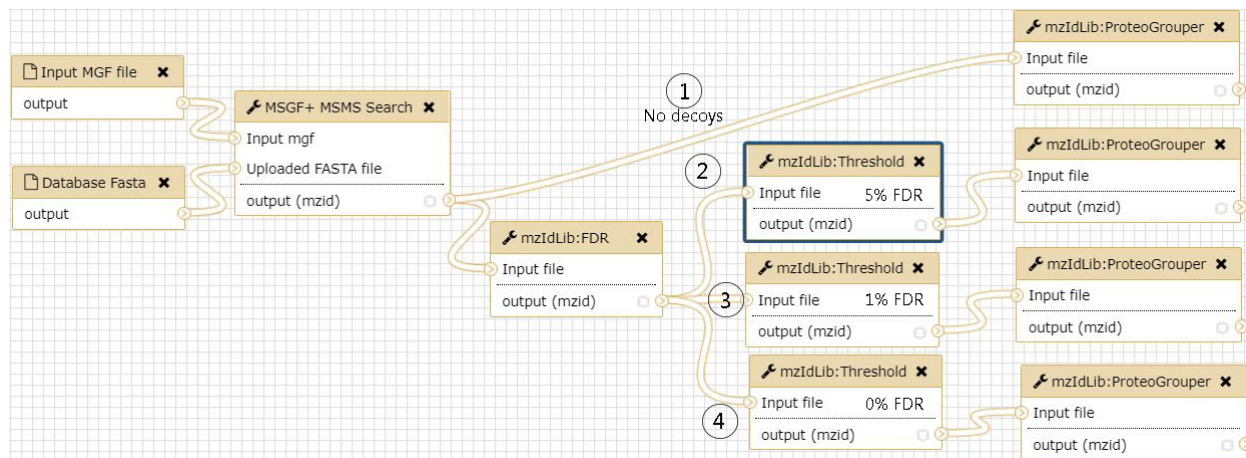 Input MGF file
output
Database Fasta
output
MSGF+ MSMS Search
Input mgf
Uploaded FASTA file
output (mzid)
1
No decoys
mzIdLib:FDR
Input file
output (mzid)
2
mzIdLib:Threshold
Input file 5% FDR
output (mzid)
3
mzIdLib:Threshold
Input file 1% FDR
output (mzid)
4
mzIdLib:Threshold
Input file 0% FDR
output (mzid)
mzIdLib:ProteoGrouper
Input file
output (mzid)
mzIdLib:ProteoGrouper
Input file
output (mzid)
mzIdLib:ProteoGrouper
Input file
output (mzid)
mzIdLib:ProteoGrouper
Input file
output (mzid)